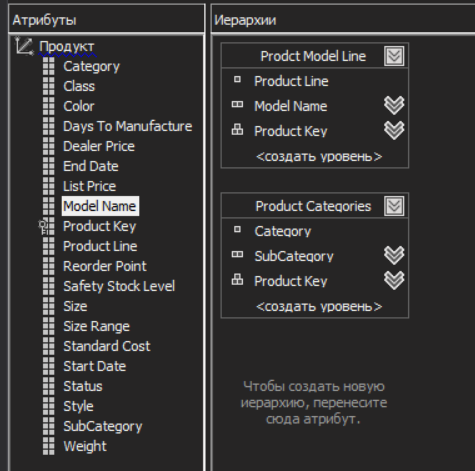 Атрибуты
Продукт
Category
Class
Color
Days To Manufacture
Dealer Price
End Date
List Price
Model Name
Product Key
Product Line
Reorder Point
Safety Stock Level
Size
Size Range
Standard Cost
Start Date
Status
Style
SubCategory
Weight
Иерархии
Prodct Model Line
Product Line
Model Name
Product Key
<создать уровень>
Product Categories
Category
SubCategory
Product Key
<создать уровень>
Чтобы создать новую
иерархию, перенесите
сюда атрибут.